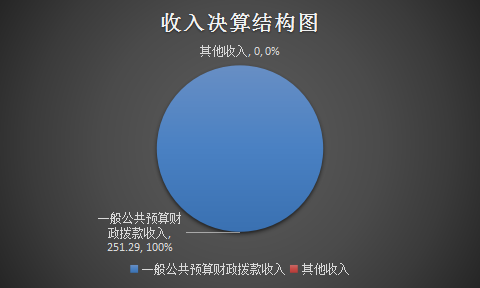 收入决算结构图
其他收入, 0, 0%
一般公共预算财
政拨款收入,
251.29, 100%
一般公共预算财政拨款收入 其他收入